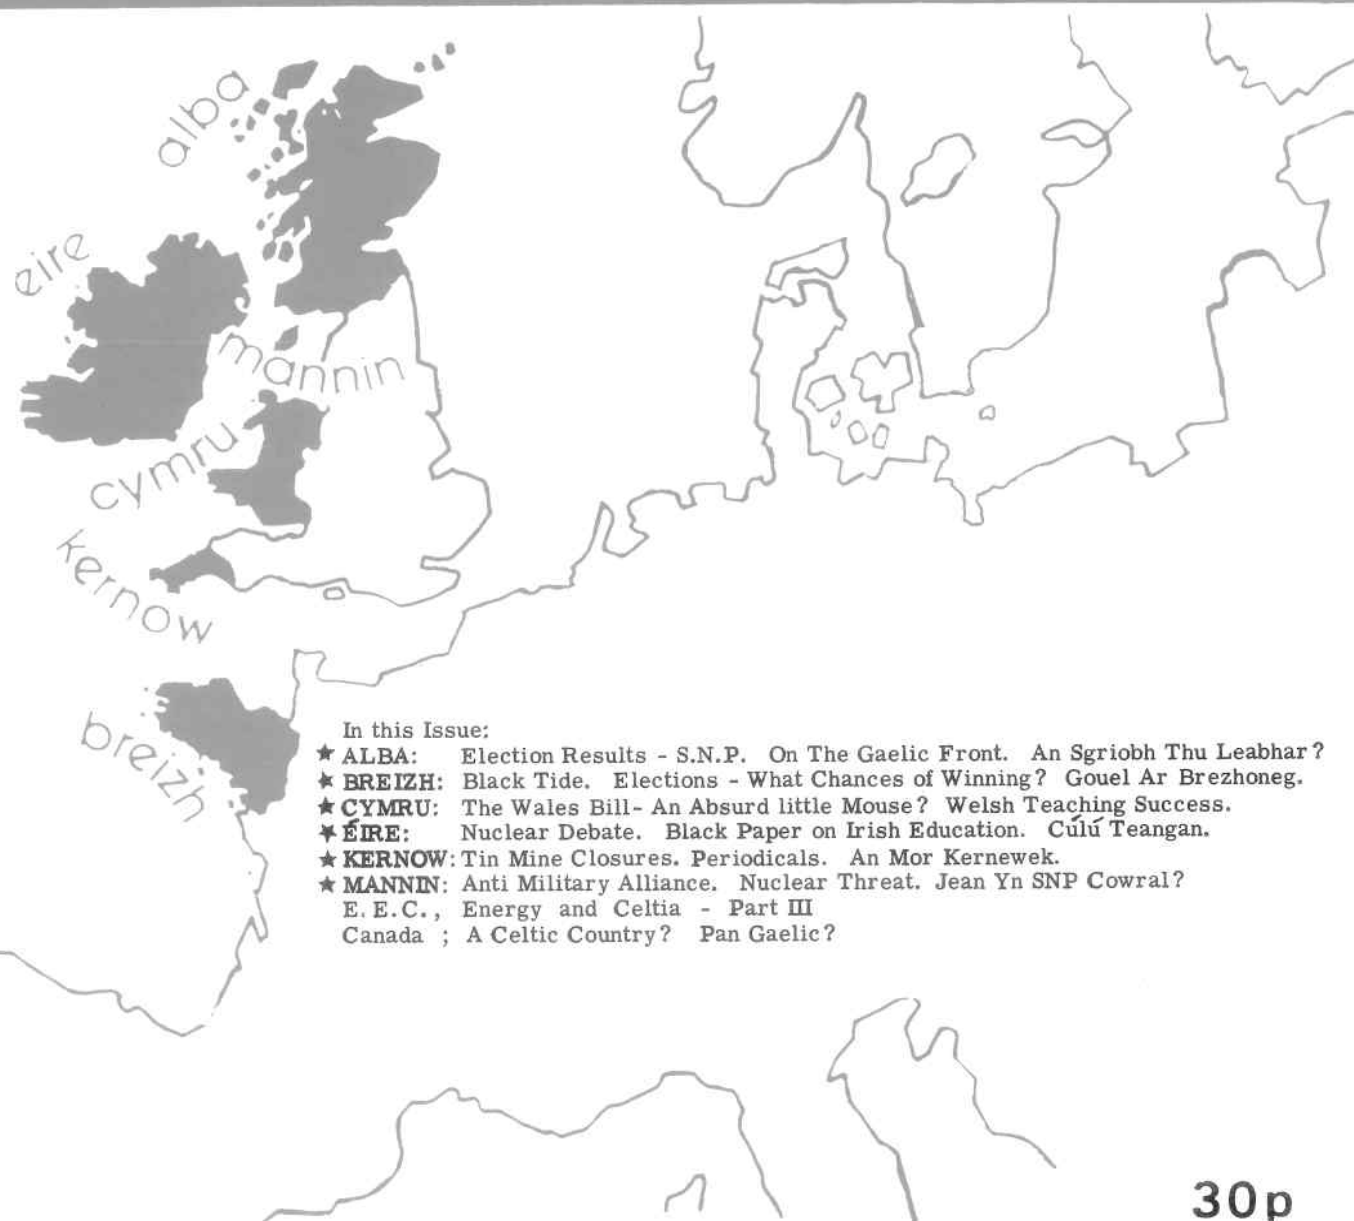 alba
eire
mannin
cymru
kernow
breizh
In this Issue:
★ ALBA: Election Results - S.N.P. On The Gaelic Front. An Sgriobh Thu Leabhar?
★ BREIZH: Black Tide. Elections - What Chances of Winning? Gouel Ar Brezhoneg.
★ CYMRU: The Wales Bill- An Absurd little Mouse? Welsh Teaching Success.
★ ÉIRE: Nuclear Debate. Black Paper on Irish Education. Cúlú Teangan.
★ KERNOW: Tin Mine Closures. Periodicals. An Mor Kernewek.
★ MANNIN: Anti Military Alliance. Nuclear Threat. Jean Yn SNP Cowral?
E.E.C., Energy and Celtia - Part III
Canada ; A Celtic Country? Pan Gaelic?
30p